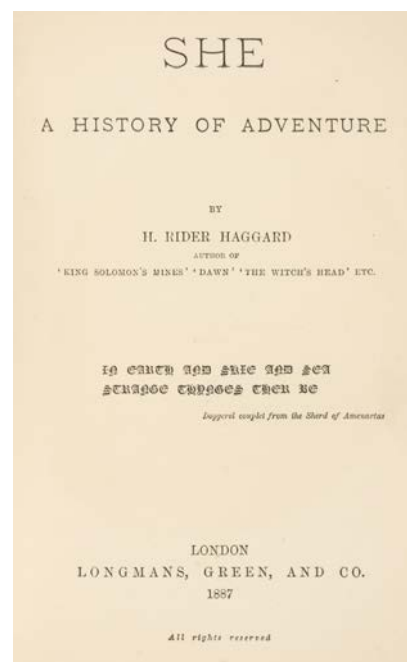 SHE
A HISTORY OF ADVENTURE
BY
H. RIDER HAGGARD
AUTHOR OF
'KING SOLOMON'S MINES' 'DAWN' 'THE WITCH'S HEAD' ETC.
IN EARTH AND SKIE AND SEA
STRANGE THYNGES THER BE
Doggerel couplet from the Sherd of Amenartas
LONDON
LONGMANS, GREEN, AND CO.
1887
All rights reserved